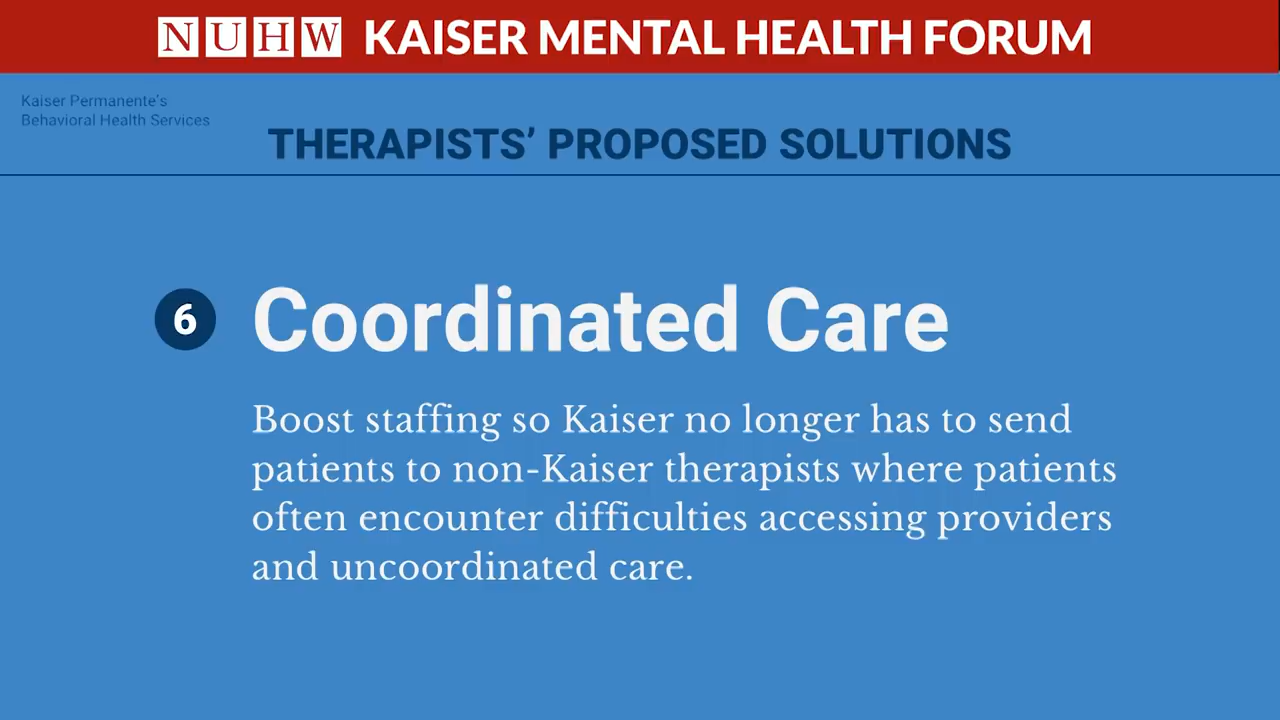 NUHW KAISER MENTAL HEALTH FORUM
Kaiser Permanente's
Behavioral Health Services
THERAPISTS’ PROPOSED SOLUTIONS
6 Coordinated Care
Boost staffing so Kaiser no longer has to send
patients to non-Kaiser therapists where patients
often encounter difficulties accessing providers
and uncoordinated care.